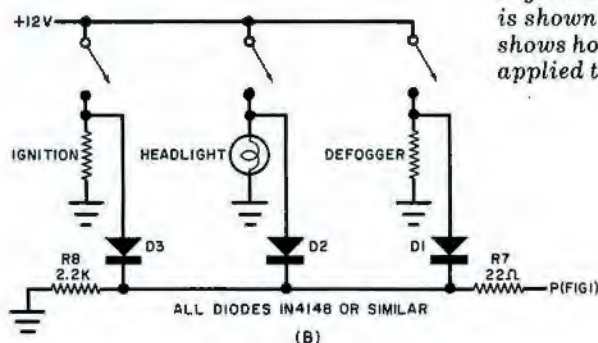 is shown
+12V
shows ho
applied t
IGNITION
HEADLIGHT
DEFOGGER
D3
D2
D1
R8
2.2K
R7
22Ω
P(FIG1)
ALL DIODES IN4148 OR SIMILAR
(B)